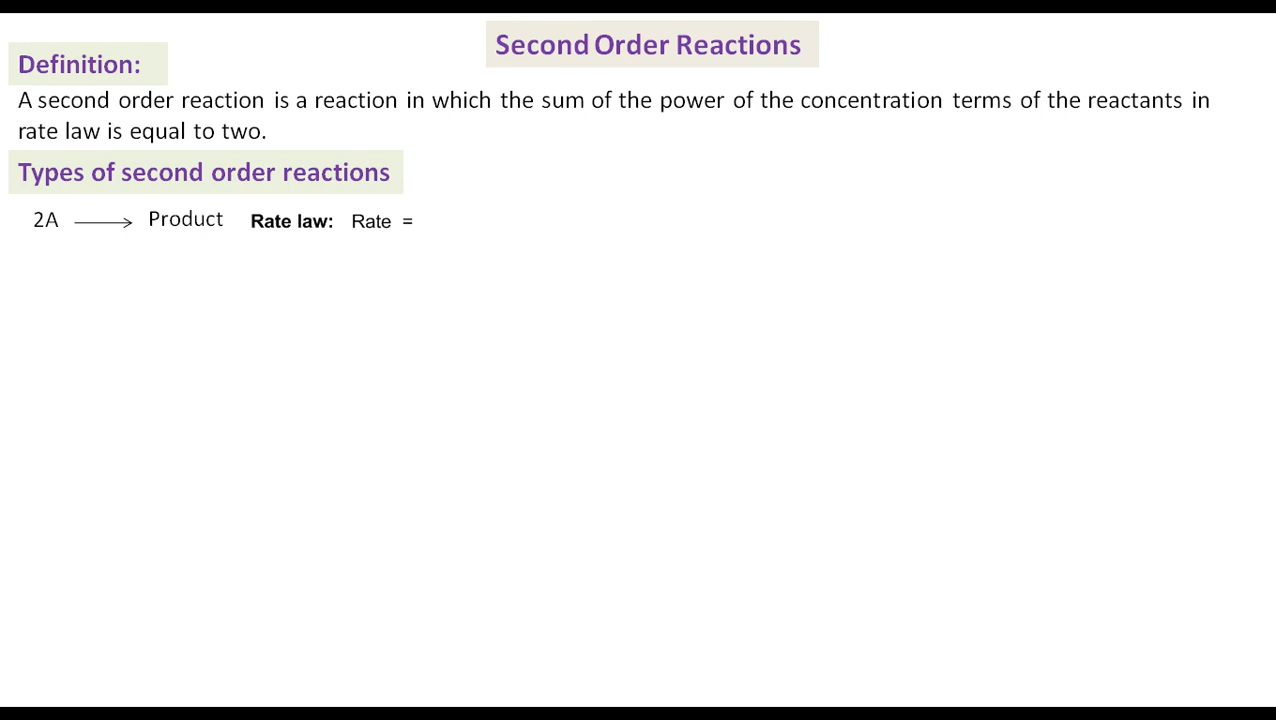 Second Order Reactions
Definition:
A second order reaction is a reaction in which the sum of the power of the concentration terms of the reactants in
rate law is equal to two.
Types of second order reactions
2A ⟶ Product Rate law: Rate =